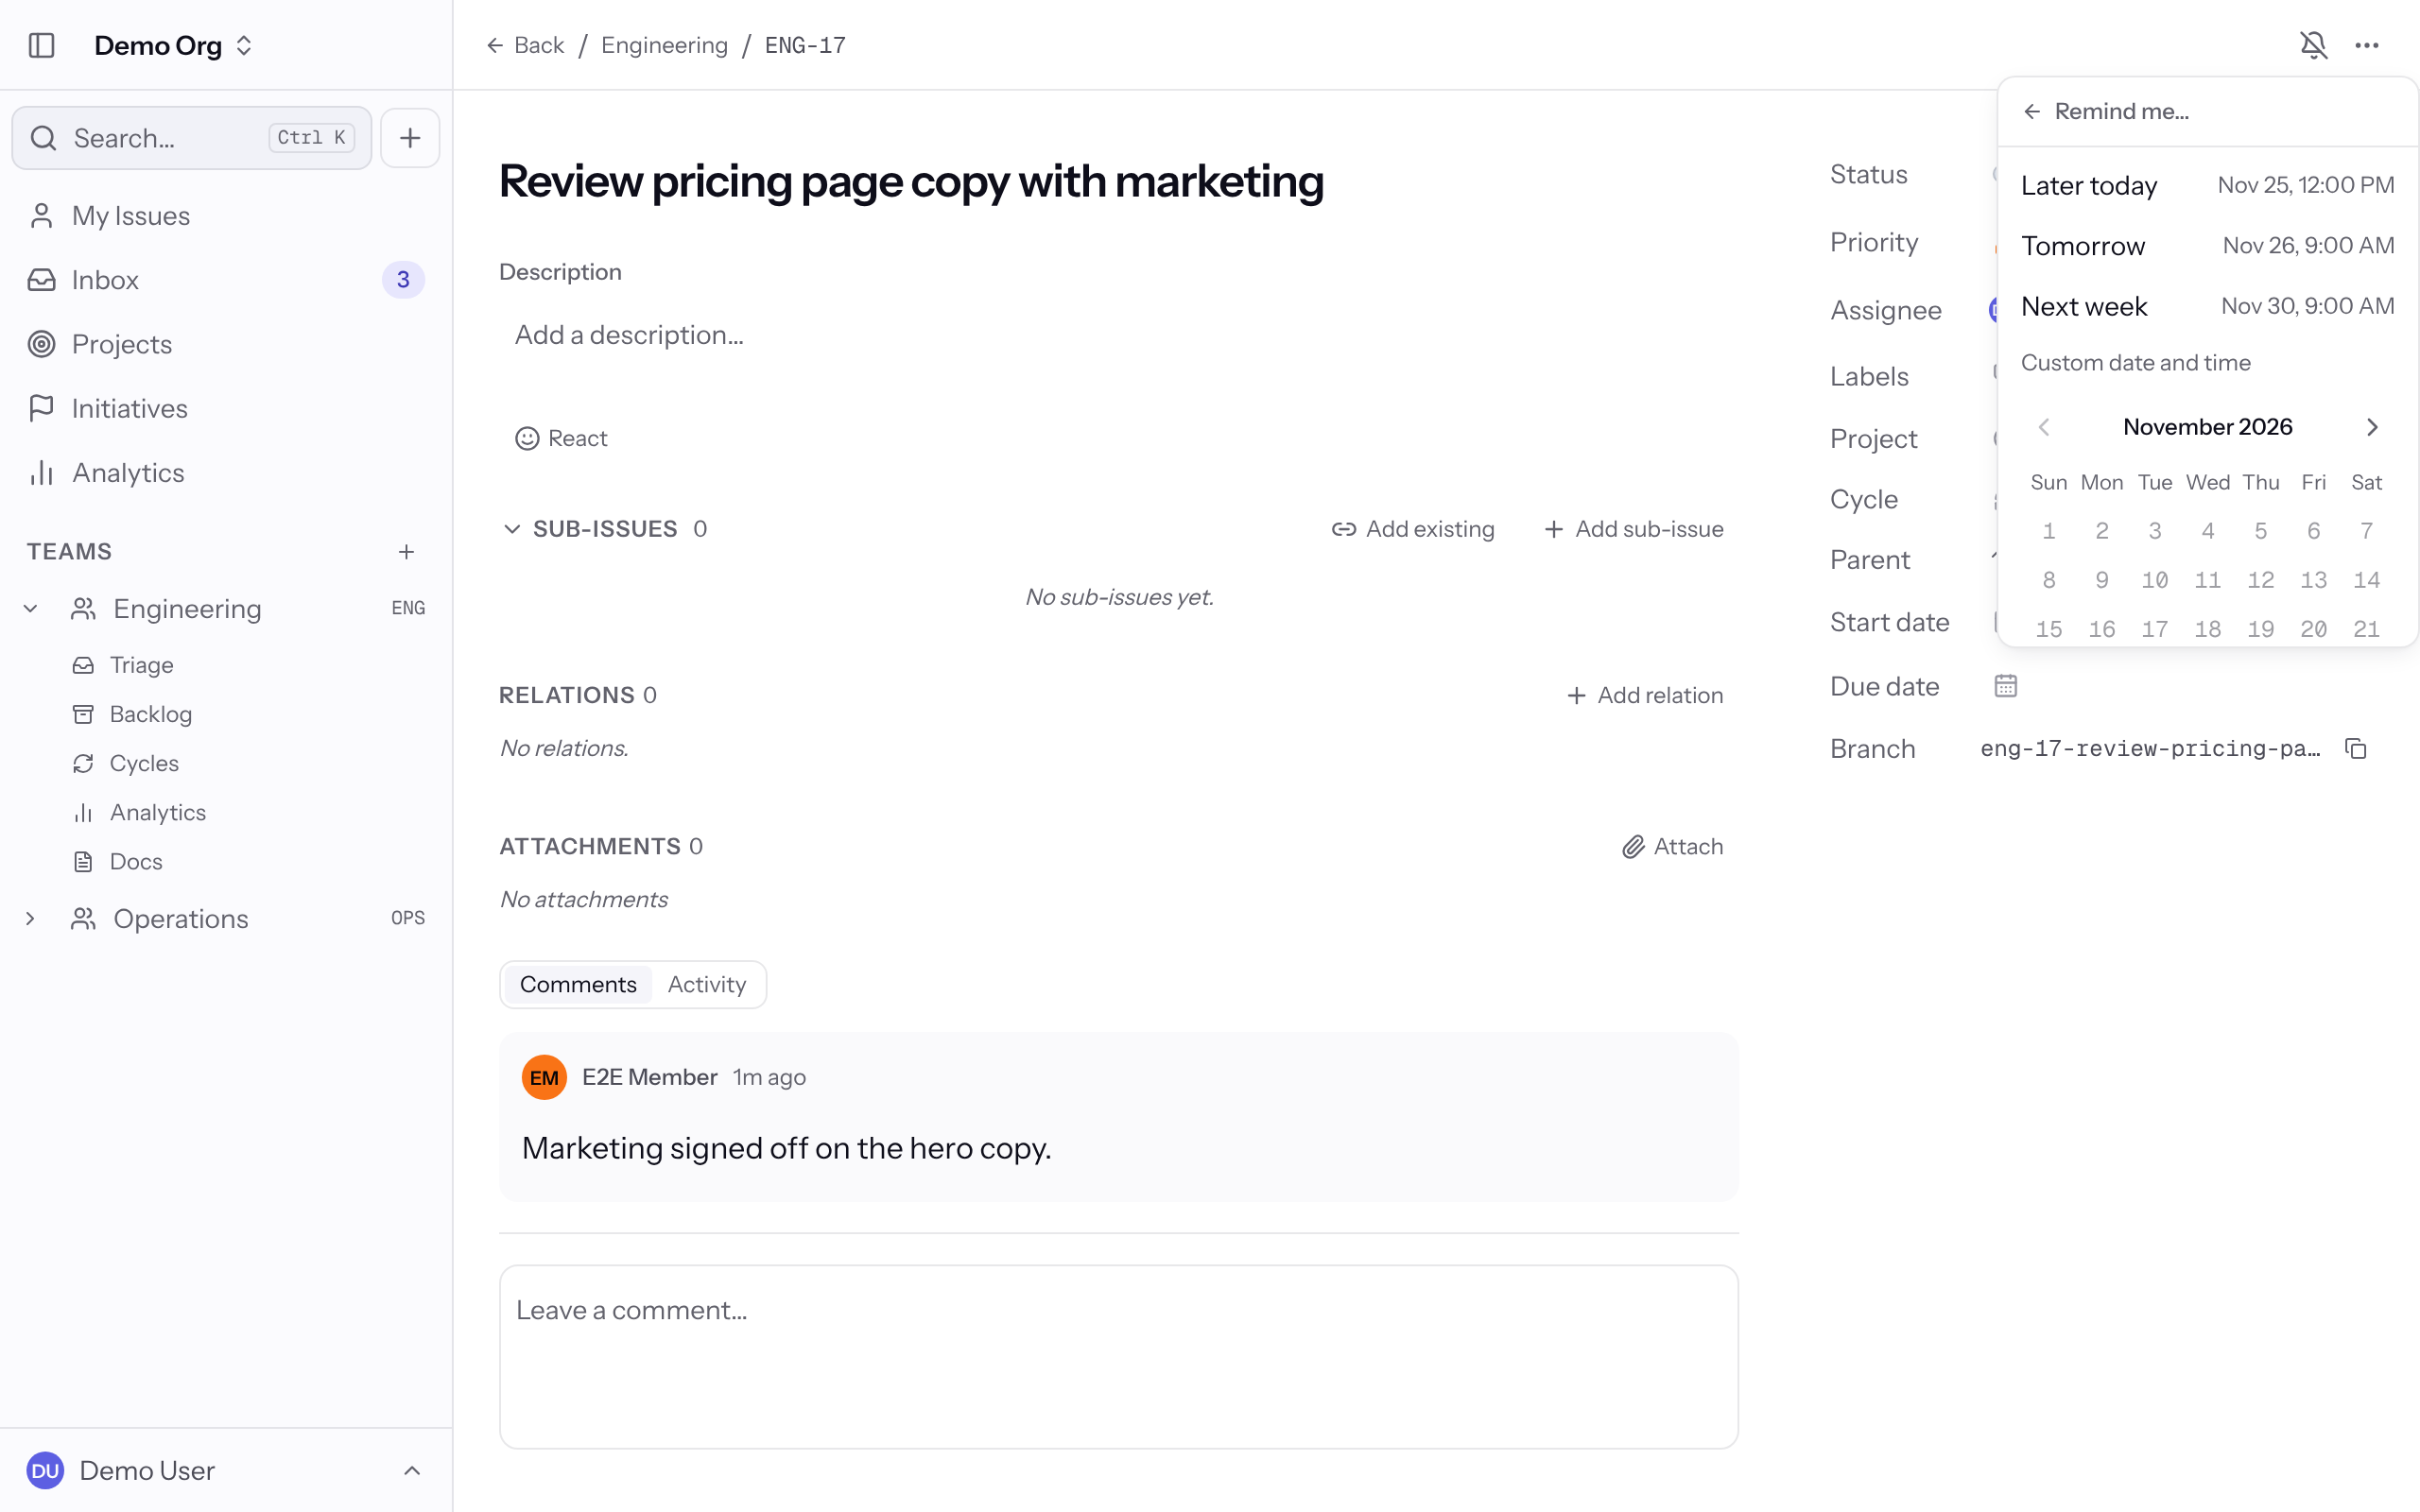 Demo Org
Search...
Ctrl K
My Issues
Inbox
3
Projects
Initiatives
Analytics
TEAMS
Engineering
ENG
Triage
Backlog
Cycles
Analytics
Docs
Operations
OPS
DU
Demo User
Back / Engineering / ENG-17
Review pricing page copy with marketing
Description
Add a description...
React
SUB-ISSUES 0
Add existing
Add sub-issue
No sub-issues yet.
RELATIONS 0
Add relation
No relations.
ATTACHMENTS 0
Attach
No attachments
Comments
Activity
EM
E2E Member 1m ago
Marketing signed off on the hero copy.
Leave a comment...
Status
Priority
Assignee
Labels
Project
Cycle
Parent
Start date
Due date
Branch
eng-17-review-pricing-pa…
Remind me...
Later today Nov 25, 12:00 PM
Tomorrow Nov 26, 9:00 AM
Next week Nov 30, 9:00 AM
Custom date and time
November 2026
Sun Mon Tue Wed Thu Fri Sat
1 2 3 4 5 6 7
8 9 10 11 12 13 14
15 16 17 18 19 20 21